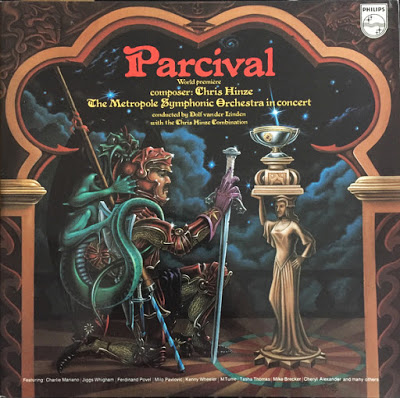 PHILIPS
Parcival
World première
composer: Chris Hinze
The Metropole Symphonic Orchestra in concert
conducted by Dolf van der Linden
with the Chris Hinze Combination
Featuring: Charlie Mariano / Jiggs Whigham / Ferdinand Povel / Milo Pavlovic / Kenny Wheeler / M'Tume / Tasha Thomas / Mike Brecker / Cheryl Alexander and many others